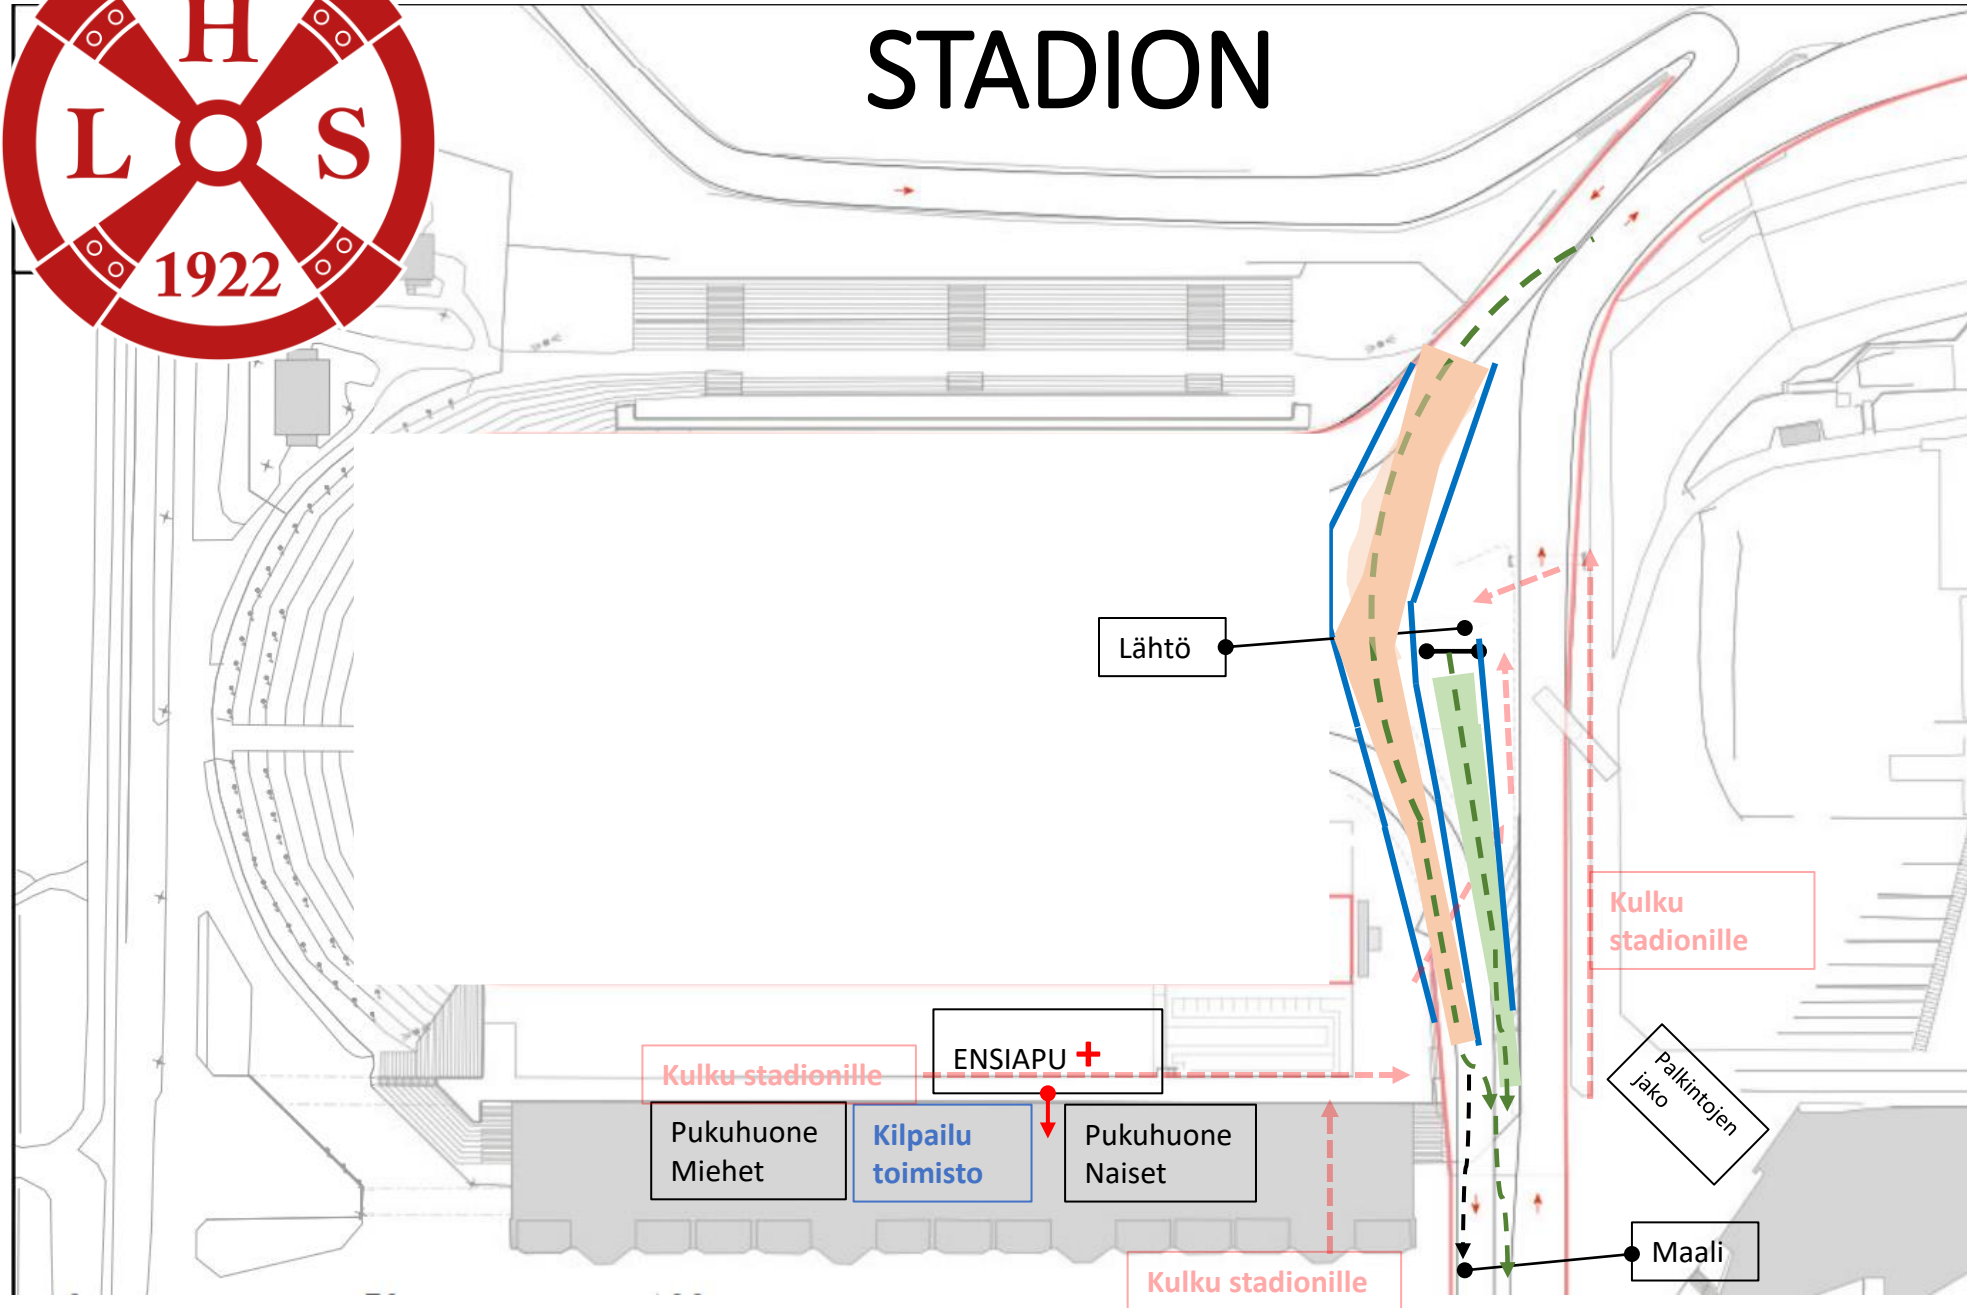 STADION
H
L S
1922
Lähtö
Kulku
stadionille
ENSIAPU
Kulku stadionille
Palkintojen
jako
Pukuhuone
Miehet
Kilpailu
toimisto
Pukuhuone
Naiset
Maali
Kulku stadionille